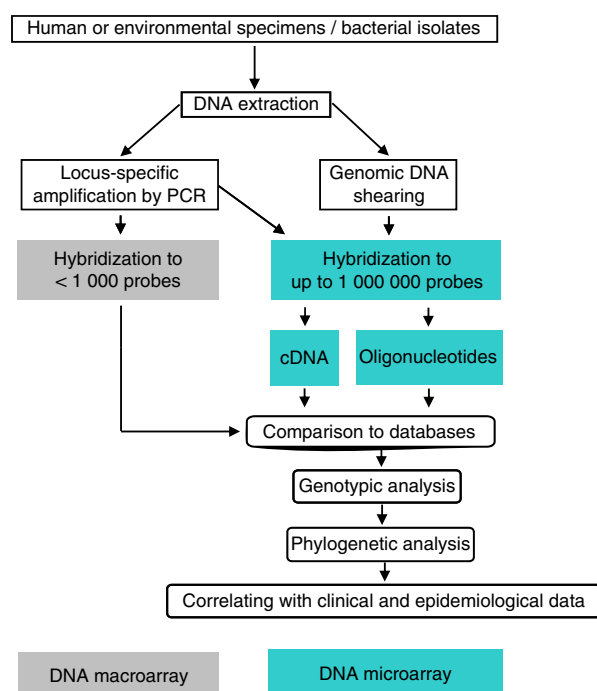 Human or environmental specimens / bacterial isolates
DNA extraction
Locus-specific
amplification by PCR
Genomic DNA
shearing
Hybridization to
< 1 000 probes
Hybridization to
up to 1 000 000 probes
cDNA
Oligonucleotides
Comparison to databases
Genotypic analysis
Phylogenetic analysis
Correlating with clinical and epidemiological data
DNA macroarray
DNA microarray